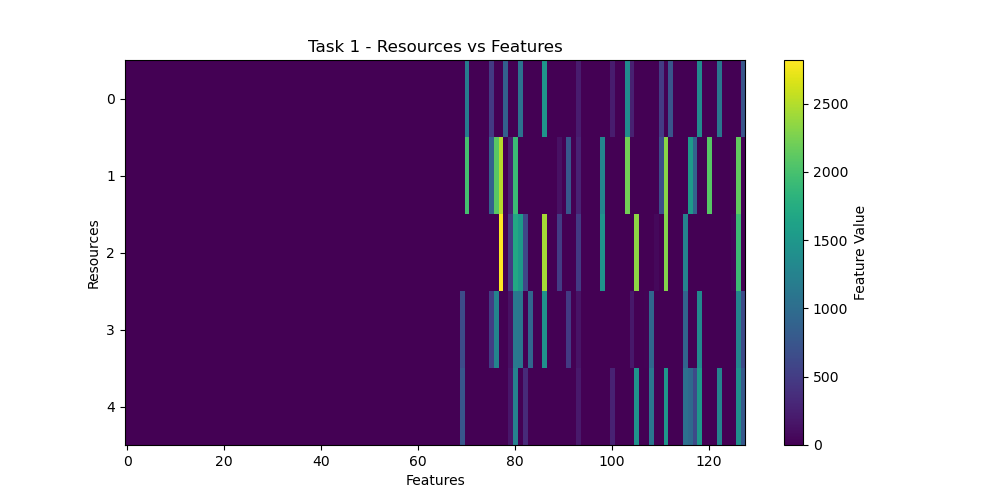 Task 1 - Resources vs Features
Resources
0
1
2
3
4
0 20 40 60 80 100 120
Features
2500
2000
1500
1000
500
0
Feature Value